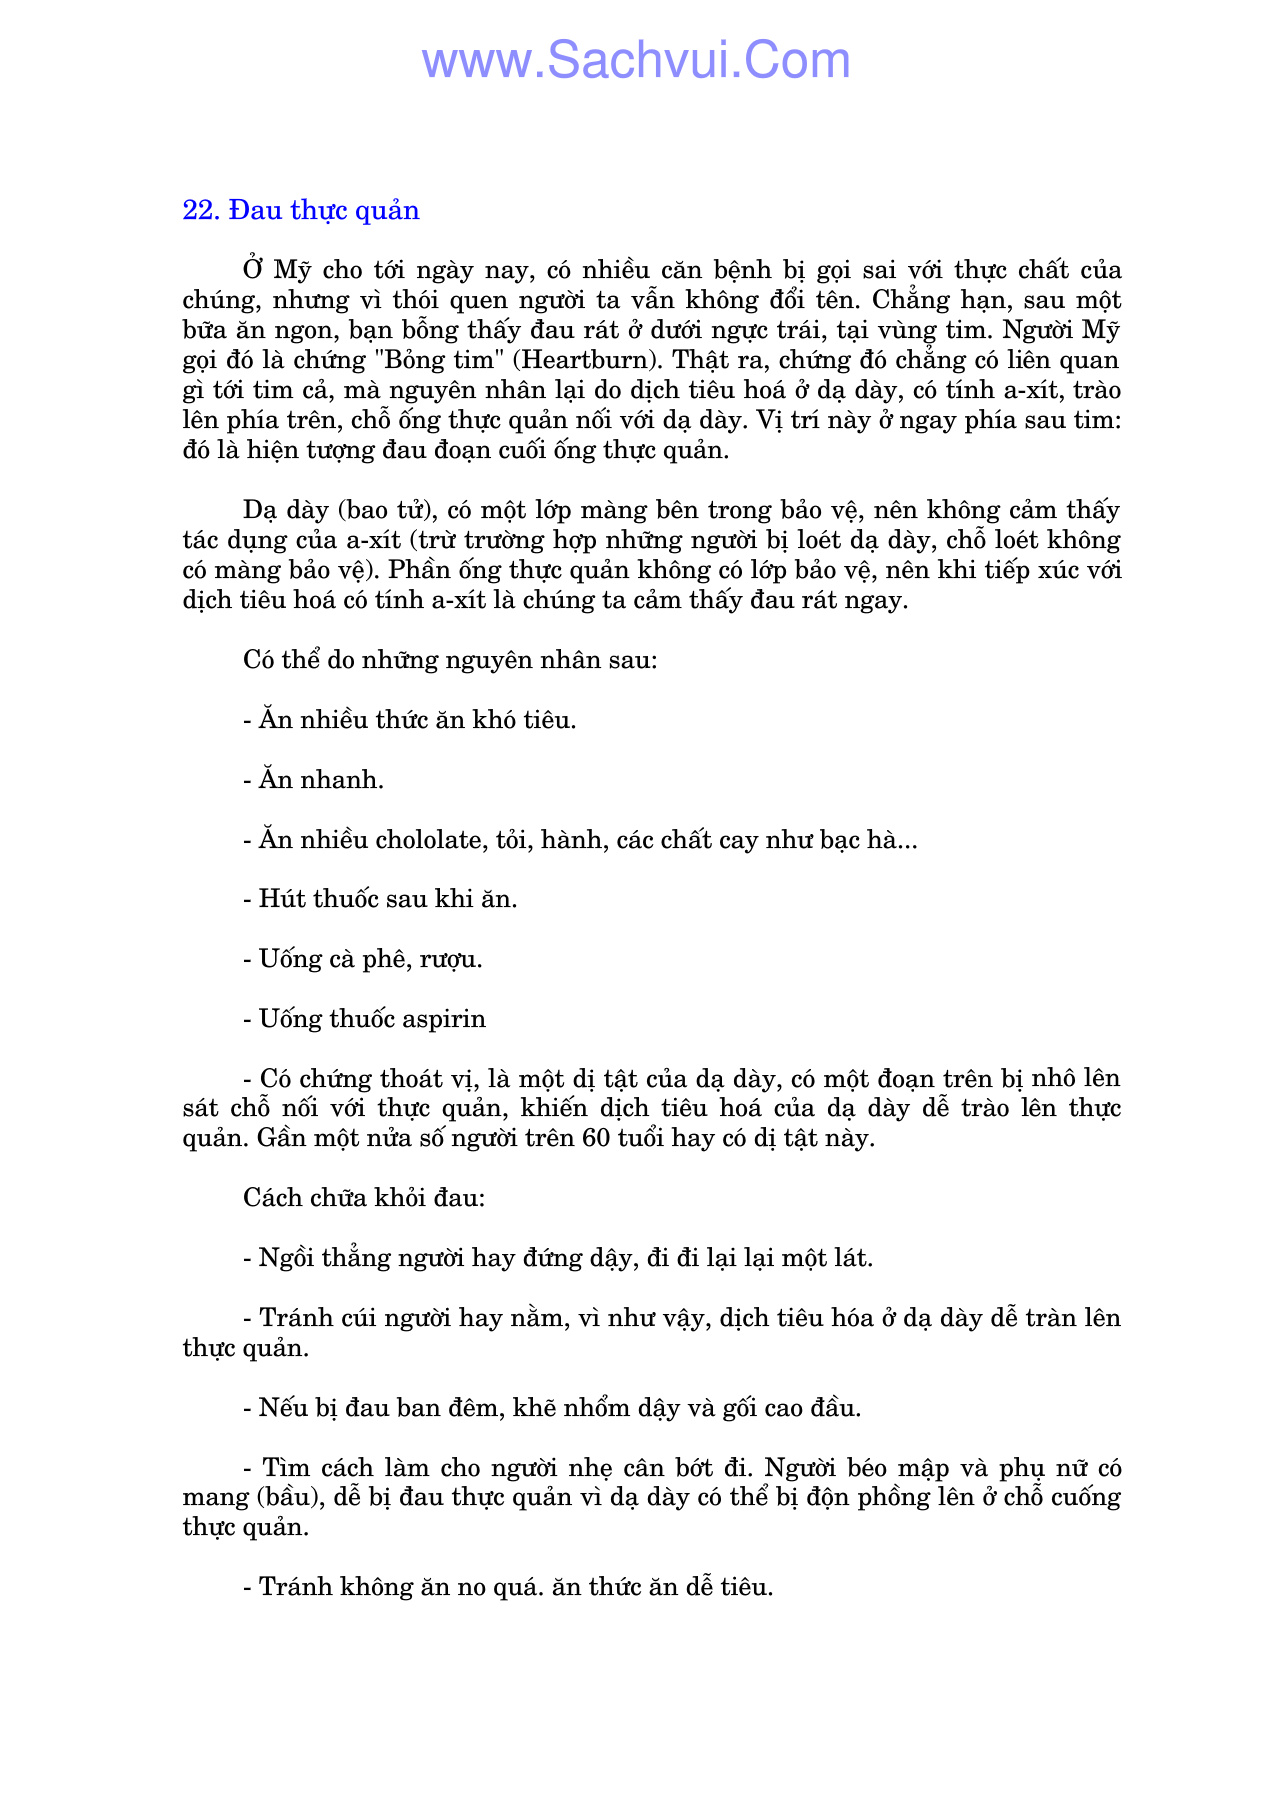 www.Sachvui.Com
22. Đau thực quản
Ở Mỹ cho tới ngày nay, có nhiều căn bệnh bị gọi sai với thực chất của
chúng, nhưng vì thói quen người ta vẫn không đổi tên. Chẳng hạn, sau một
bữa ăn ngon, bạn bỗng thấy đau rát ở dưới ngực trái, tại vùng tim. Người Mỹ
gọi đó là chứng "Bỏng tim" (Heartburn). Thật ra, chứng đó chẳng có liên quan
gì tới tim cả, mà nguyên nhân lại do dịch tiêu hoá ở dạ dày, có tính a-xít, trào
lên phía trên, chỗ ống thực quản nối với dạ dày. Vị trí này ở ngay phía sau tim:
đó là hiện tượng đau đoạn cuối ống thực quản.
Dạ dày (bao tử), có một lớp màng bên trong bảo vệ, nên không cảm thấy
tác dụng của a-xít (trừ trường hợp những người bị loét dạ dày, chỗ loét không
có màng bảo vệ). Phần ống thực quản không có lớp bảo vệ, nên khi tiếp xúc với
dịch tiêu hoá có tính a-xít là chúng ta cảm thấy đau rát ngay.
Có thể do những nguyên nhân sau:
- Ăn nhiều thức ăn khó tiêu.
- Ăn nhanh.
- Ăn nhiều chololate, tỏi, hành, các chất cay như bạc hà...
- Hút thuốc sau khi ăn.
- Uống cà phê, rượu.
- Uống thuốc aspirin
- Có chứng thoát vị, là một dị tật của dạ dày, có một đoạn trên bị nhô lên
sát chỗ nối với thực quản, khiến dịch tiêu hoá của dạ dày dễ trào lên thực
quản. Gần một nửa số người trên 60 tuổi hay có dị tật này.
Cách chữa khỏi đau:
- Ngồi thẳng người hay đứng dậy, đi đi lại lại một lát.
- Tránh cúi người hay nằm, vì như vậy, dịch tiêu hóa ở dạ dày dễ tràn lên
thực quản.
- Nếu bị đau ban đêm, khẽ nhổm dậy và gối cao đầu.
- Tìm cách làm cho người nhẹ cân bớt đi. Người béo mập và phụ nữ có
mang (bầu), dễ bị đau thực quản vì dạ dày có thể bị độn phồng lên ở chỗ cuống
thực quản.
- Tránh không ăn no quá. ăn thức ăn dễ tiêu.